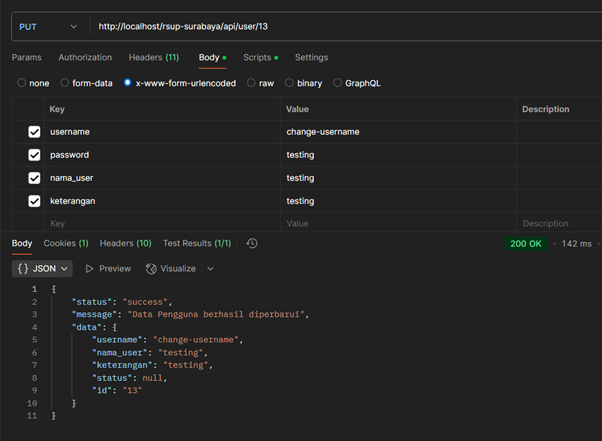 PUT http://localhost/rsup-surabaya/api/user/13
Params Authorization Headers (11) Body Scripts Settings
none form-data x-www-form-urlencoded raw binary GraphQL
Key Value Description
username change-username
password testing
nama_user testing
keterangan testing
Key Value Description
Body Cookies (1) Headers (10) Test Results (1/1) 200 OK 142 ms
{} JSON Preview Visualize
1 {
2 "status": "success",
3 "message": "Data Pengguna berhasil diperbarui",
4 "data": {
5 "username": "change-username",
6 "nama_user": "testing",
7 "keterangan": "testing",
8 "status": null,
9 "id": "13"
10 }
11 }